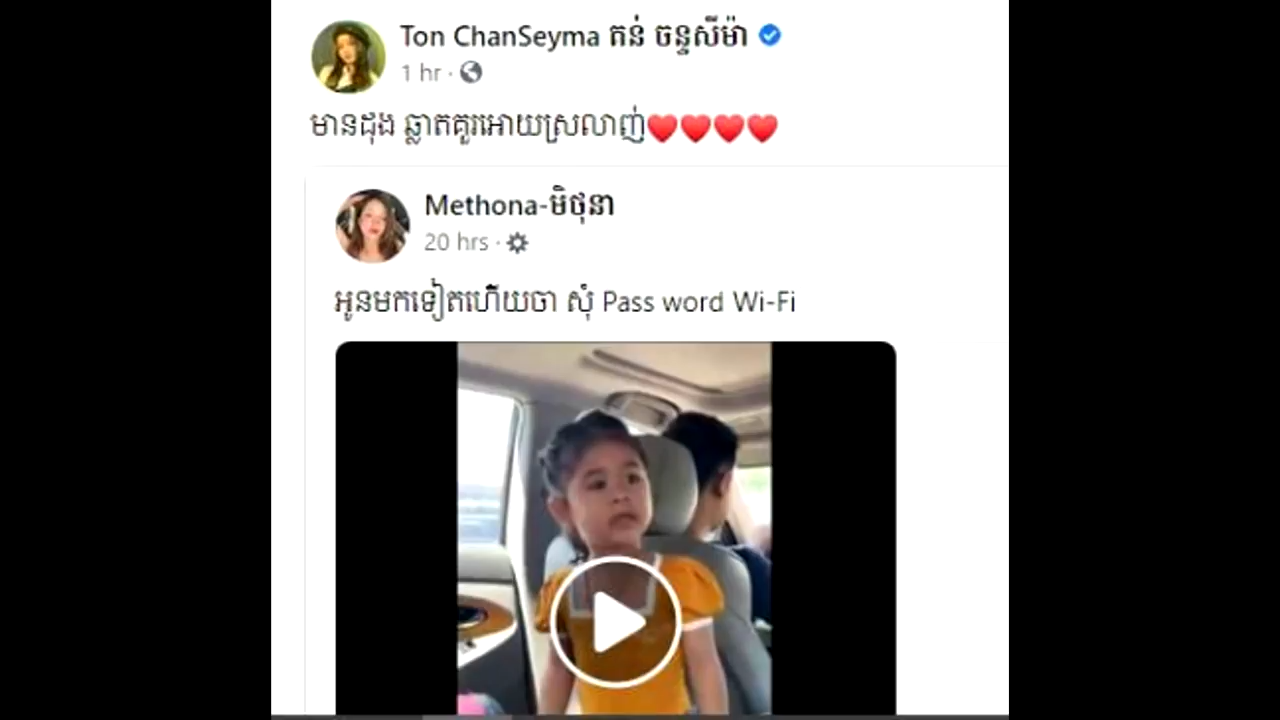 Ton ChanSeyma តន់ ចន្ទសីម៉ា
1 hr ·
មានដុង ឆ្លាតគួរអោយស្រលាញ់❤️❤️❤️❤️
Methona-មិថុនា
20 hrs ·
អូនមកទៀតហើយចា សុំ Pass word Wi-Fi